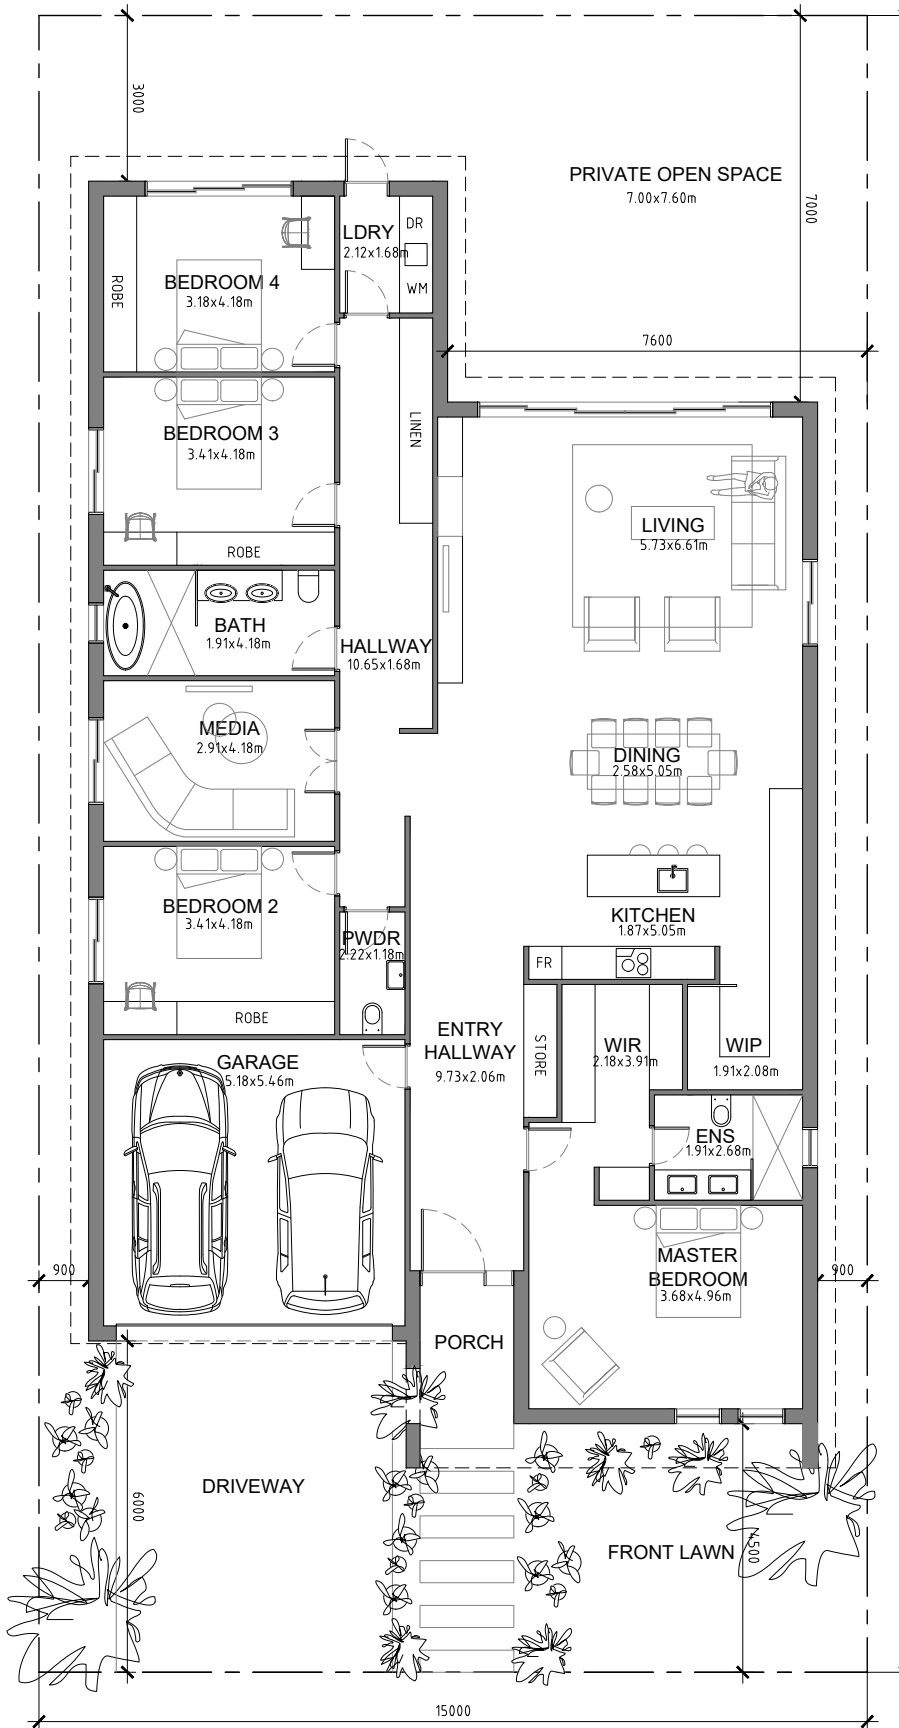 3000
PRIVATE OPEN SPACE
7.00x7.60m
7000
LDRY
2.12x1.68m
DR
WM
ROBE
BEDROOM 4
3.18x4.18m
7600
BEDROOM 3
3.41x4.18m
LINEN
LIVING
5.73x6.61m
ROBE
BATH
1.91x4.18m
HALLWAY
10.65x1.68m
MEDIA
2.91x4.18m
DINING
2.58x5.05m
BEDROOM 2
3.41x4.18m
KITCHEN
1.87x5.05m
PWDR
2.22x1.18m
FR
ROBE
ENTRY
HALLWAY
9.73x2.06m
STORE
WIR
2.18x3.91m
WIP
1.91x2.08m
GARAGE
5.18x5.46m
ENS
1.91x2.68m
MASTER
BEDROOM
3.68x4.96m
900
900
PORCH
DRIVEWAY
6000
FRONT LAWN
4500
15000